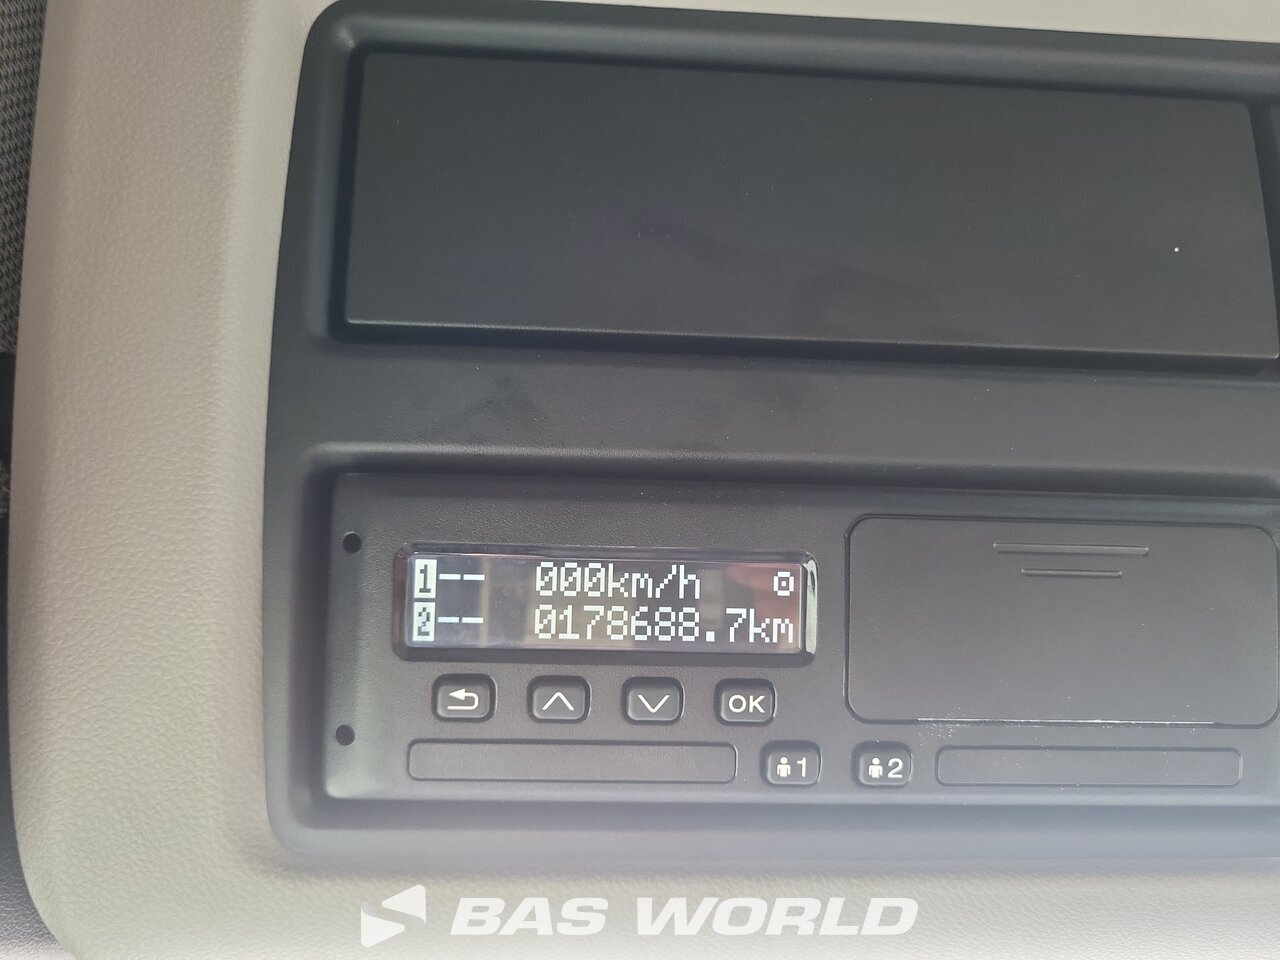 1-- 000km/h
2-- 0178688.7km
OK
1 2
BAS WORLD